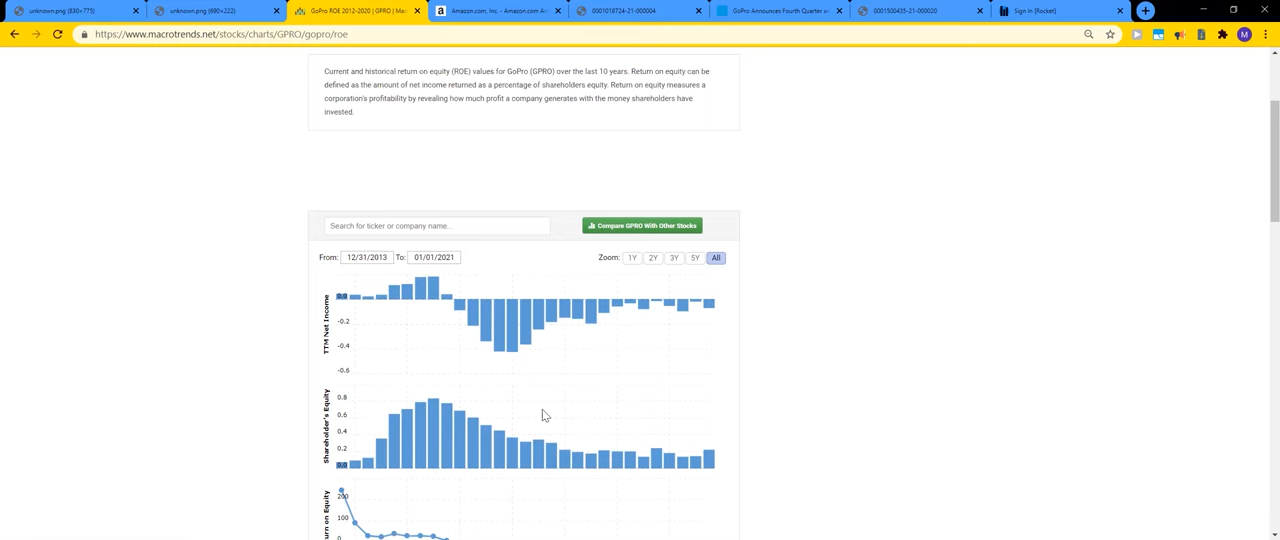 unknown.png (830×775)
unknown.png (690×222)
GoPro ROE 2012-2020 | GPRO | Mac
Amazon.com, Inc. - Amazon.com An
0001018724-21-000004
GoPro Announces Fourth Quarter an
0001500435-21-000020
Sign In [Rocket]
https://www.macrotrends.net/stocks/charts/GPRO/gopro/roe
M
Current and historical return on equity (ROE) values for GoPro (GPRO) over the last 10 years. Return on equity can be
defined as the amount of net income returned as a percentage of shareholders equity. Return on equity measures a
corporation's profitability by revealing how much profit a company generates with the money shareholders have
invested.
Search for ticker or company name...
Compare GPRO With Other Stocks
From: 12/31/2013 To: 01/01/2021
Zoom: 1Y 2Y 3Y 5Y All
TTM Net Income
0.0
-0.2
-0.4
-0.6
Shareholder's Equity
0.8
0.6
0.4
0.2
0.0
urn on Equity
200
100
0